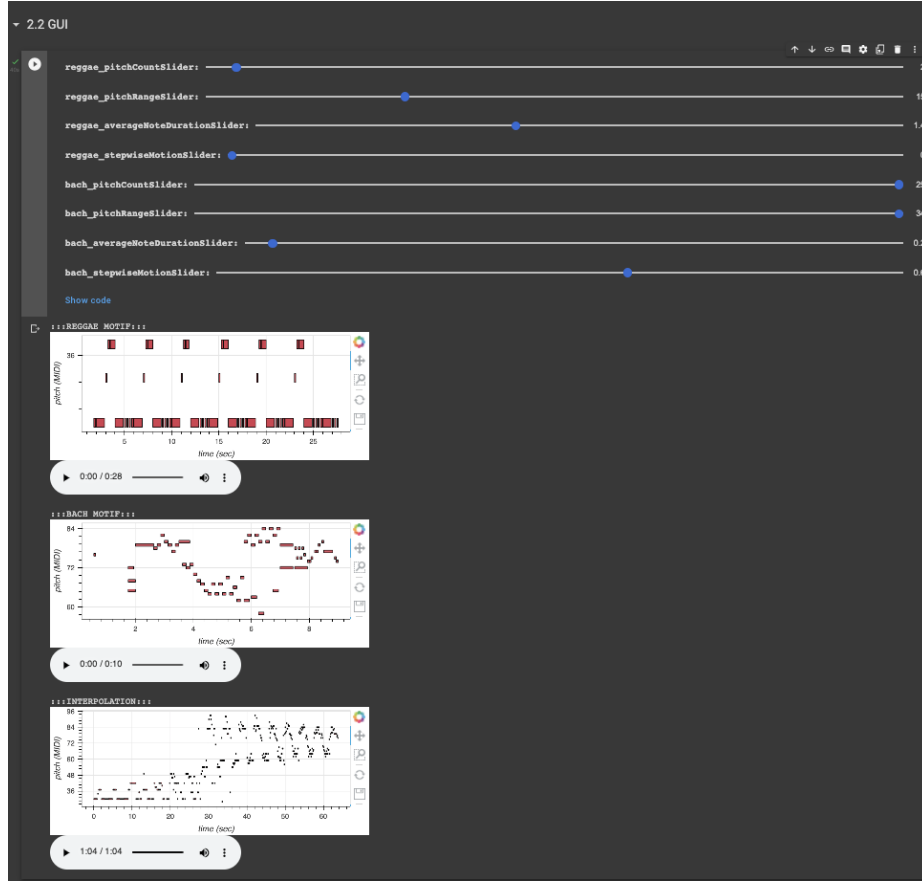 2.2 GUI
reggae_pitchCountSlider:
reggae_pitchRangeSlider:
reggae_averageNoteDurationSlider:
reggae_stepwiseMotionSlider:
bach_pitchCountSlider:
bach_pitchRangeSlider:
bach_averageNoteDurationSlider:
bach_stepwiseMotionSlider:
Show code
:::REGGAE MOTIF:::
pitch (MIDI)
36
5 10 15 20 25
time (sec)
0:00 / 0:28
:::BACH MOTIF:::
pitch (MIDI)
84
72
60
2 4 6 8
time (sec)
0:00 / 0:10
:::INTERPOLATION:::
pitch (MIDI)
96
84
72
60
48
36
0 10 20 30 40 50 60
time (sec)
1:04 / 1:04